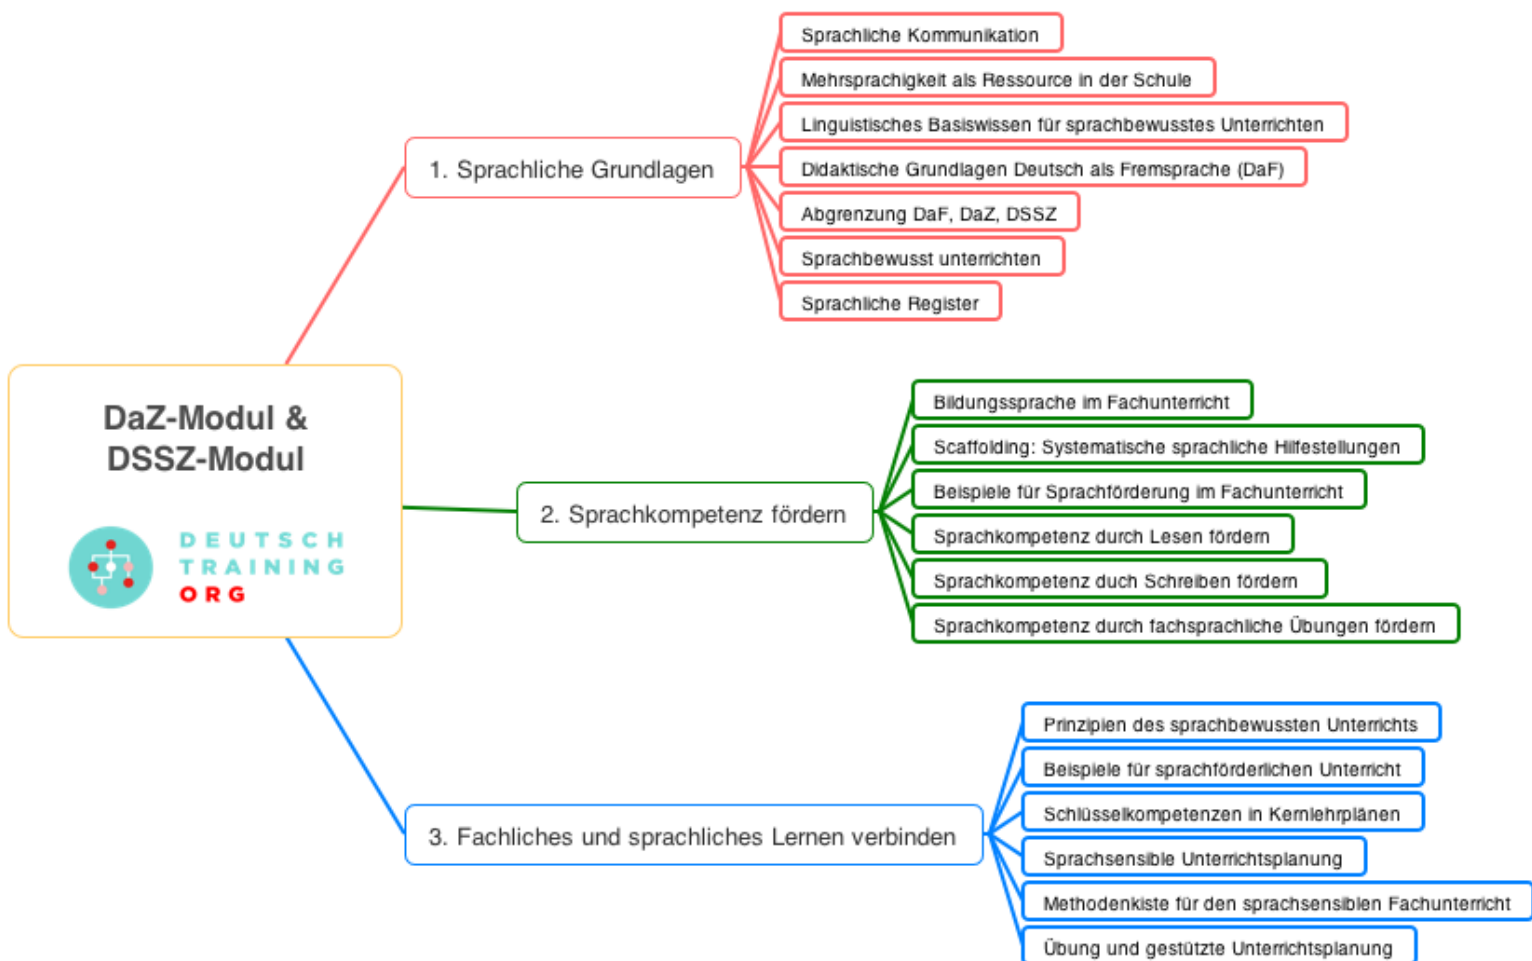 DaZ-Modul &
DSSZ-Modul
DEUTSCH
TRAINING
ORG
1. Sprachliche Grundlagen
Sprachliche Kommunikation
Mehrsprachigkeit als Ressource in der Schule
Linguistisches Basiswissen für sprachbewusstes Unterrichten
Didaktische Grundlagen Deutsch als Fremsprache (DaF)
Abgrenzung DaF, DaZ, DSSZ
Sprachbewusst unterrichten
Sprachliche Register
2. Sprachkompetenz fördern
Bildungssprache im Fachunterricht
Scaffolding: Systematische sprachliche Hilfestellungen
Beispiele für Sprachförderung im Fachunterricht
Sprachkompetenz durch Lesen fördern
Sprachkompetenz duch Schreiben fördern
Sprachkompetenz durch fachsprachliche Übungen fördern
3. Fachliches und sprachliches Lernen verbinden
Prinzipien des sprachbewussten Unterrichts
Beispiele für sprachförderlichen Unterricht
Schlüsselkompetenzen in Kernlehrplänen
Sprachsensible Unterrichtsplanung
Methodenkiste für den sprachsensiblen Fachunterricht
Übung und gestützte Unterrichtsplanung